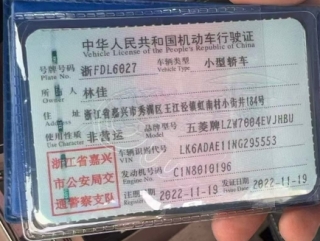 中华人民共和国机动车行驶证
Vehicle License of the People's Republic of China
号牌号码 浙FDL6027 车辆类型 小型轿车
Plate No. Vehicle Type
所有人 林佳
Owner
住址 浙江省嘉兴市秀洲区王江泾镇虹南村小街井184号
Address
使用性质 非营运 品牌型号 五菱牌LZW7004EVJHBU
Use Character Model
浙江省嘉兴
市公安局交
通警察支队
车辆识别代号 LK6ADAE11NG295553
VIN
发动机号码 C1N8010196
Engine No.
注册日期 2022-11-19 发证日期 2022-11-19
Register Date Issue Date